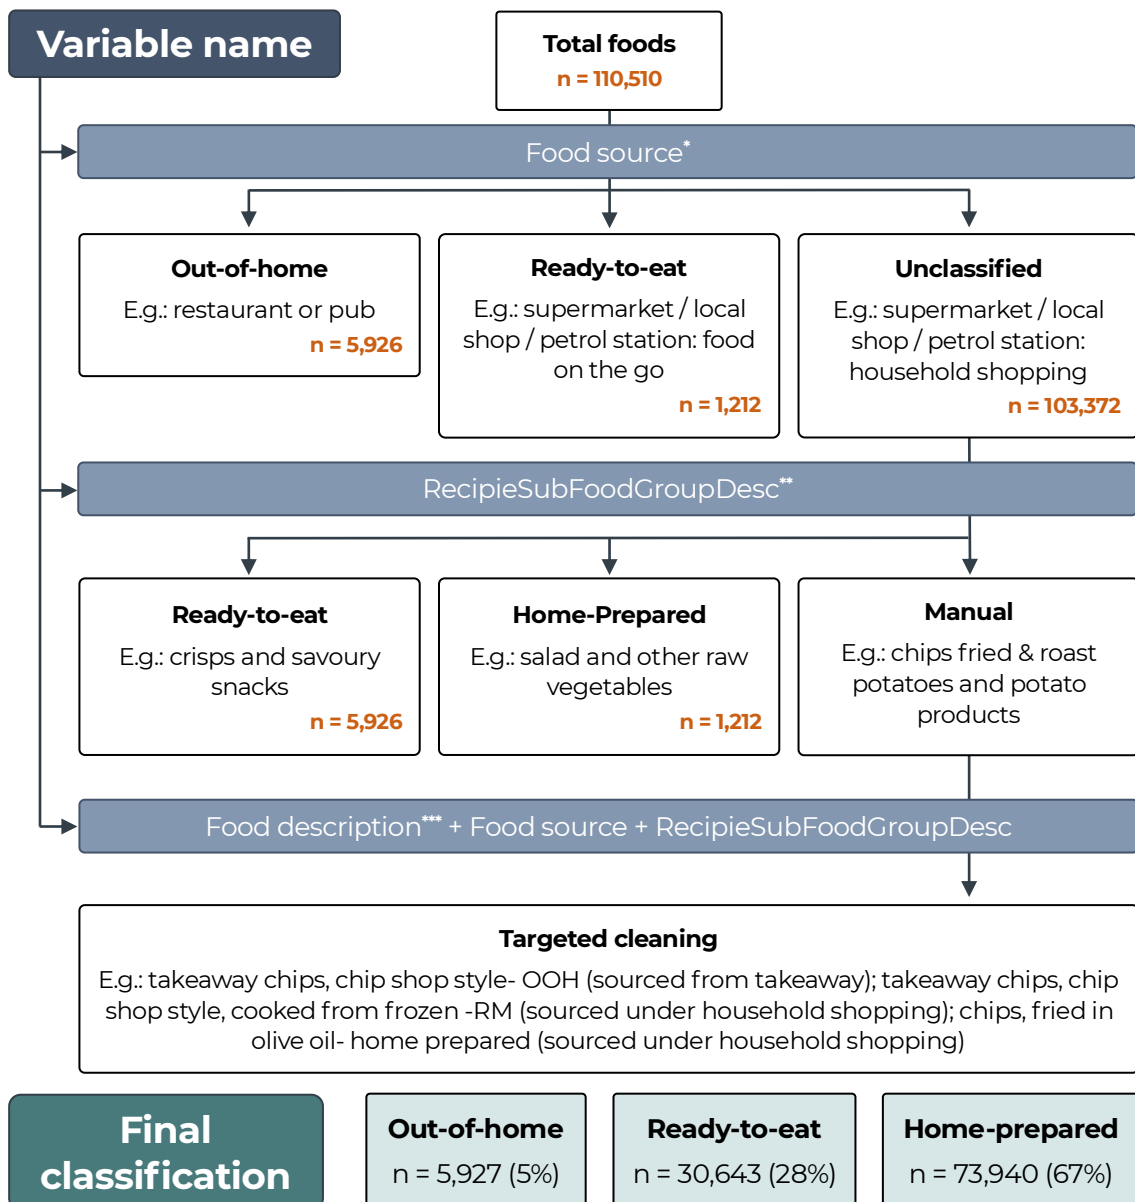 Variable name
Total foods
n = 110,510
Food source*
Out-of-home
E.g.: restaurant or pub
n = 5,926
Ready-to-eat
E.g.: supermarket / local
shop / petrol station: food
on the go
n = 1,212
Unclassified
E.g.: supermarket / local
shop / petrol station:
household shopping
n = 103,372
RecipieSubFoodGroupDesc**
Ready-to-eat
E.g.: crisps and savoury
snacks
n = 5,926
Home-Prepared
E.g.: salad and other raw
vegetables
n = 1,212
Manual
E.g.: chips fried & roast
potatoes and potato
products
Food description*** + Food source + RecipieSubFoodGroupDesc
Targeted cleaning
E.g.: takeaway chips, chip shop style- OOH (sourced from takeaway); takeaway chips, chip
shop style, cooked from frozen -RM (sourced under household shopping); chips, fried in
olive oil- home prepared (sourced under household shopping)
Final
classification
Out-of-home
n = 5,927 (5%)
Ready-to-eat
n = 30,643 (28%)
Home-prepared
n = 73,940 (67%)